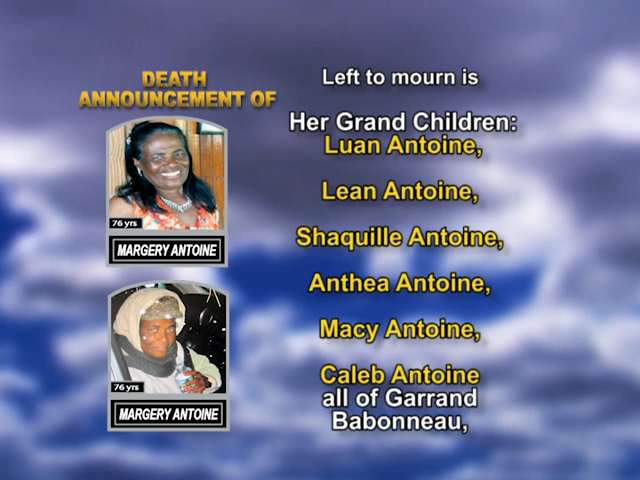 DEATH
ANNOUNCEMENT OF
76 yrs
MARGERY ANTOINE
76 yrs
MARGERY ANTOINE
Left to mourn is
Her Grand Children:
Luan Antoine,
Lean Antoine,
Shaquille Antoine,
Anthea Antoine,
Macy Antoine,
Caleb Antoine
all of Garrand
Babonneau,